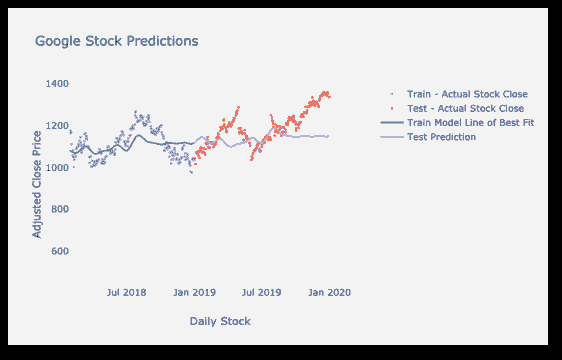 Google Stock Predictions
1400
1200
1000
800
600
Adjusted Close Price
Jul 2018
Jan 2019
Jul 2019
Jan 2020
Daily Stock
Train - Actual Stock Close
Test - Actual Stock Close
Train Model Line of Best Fit
Test Prediction